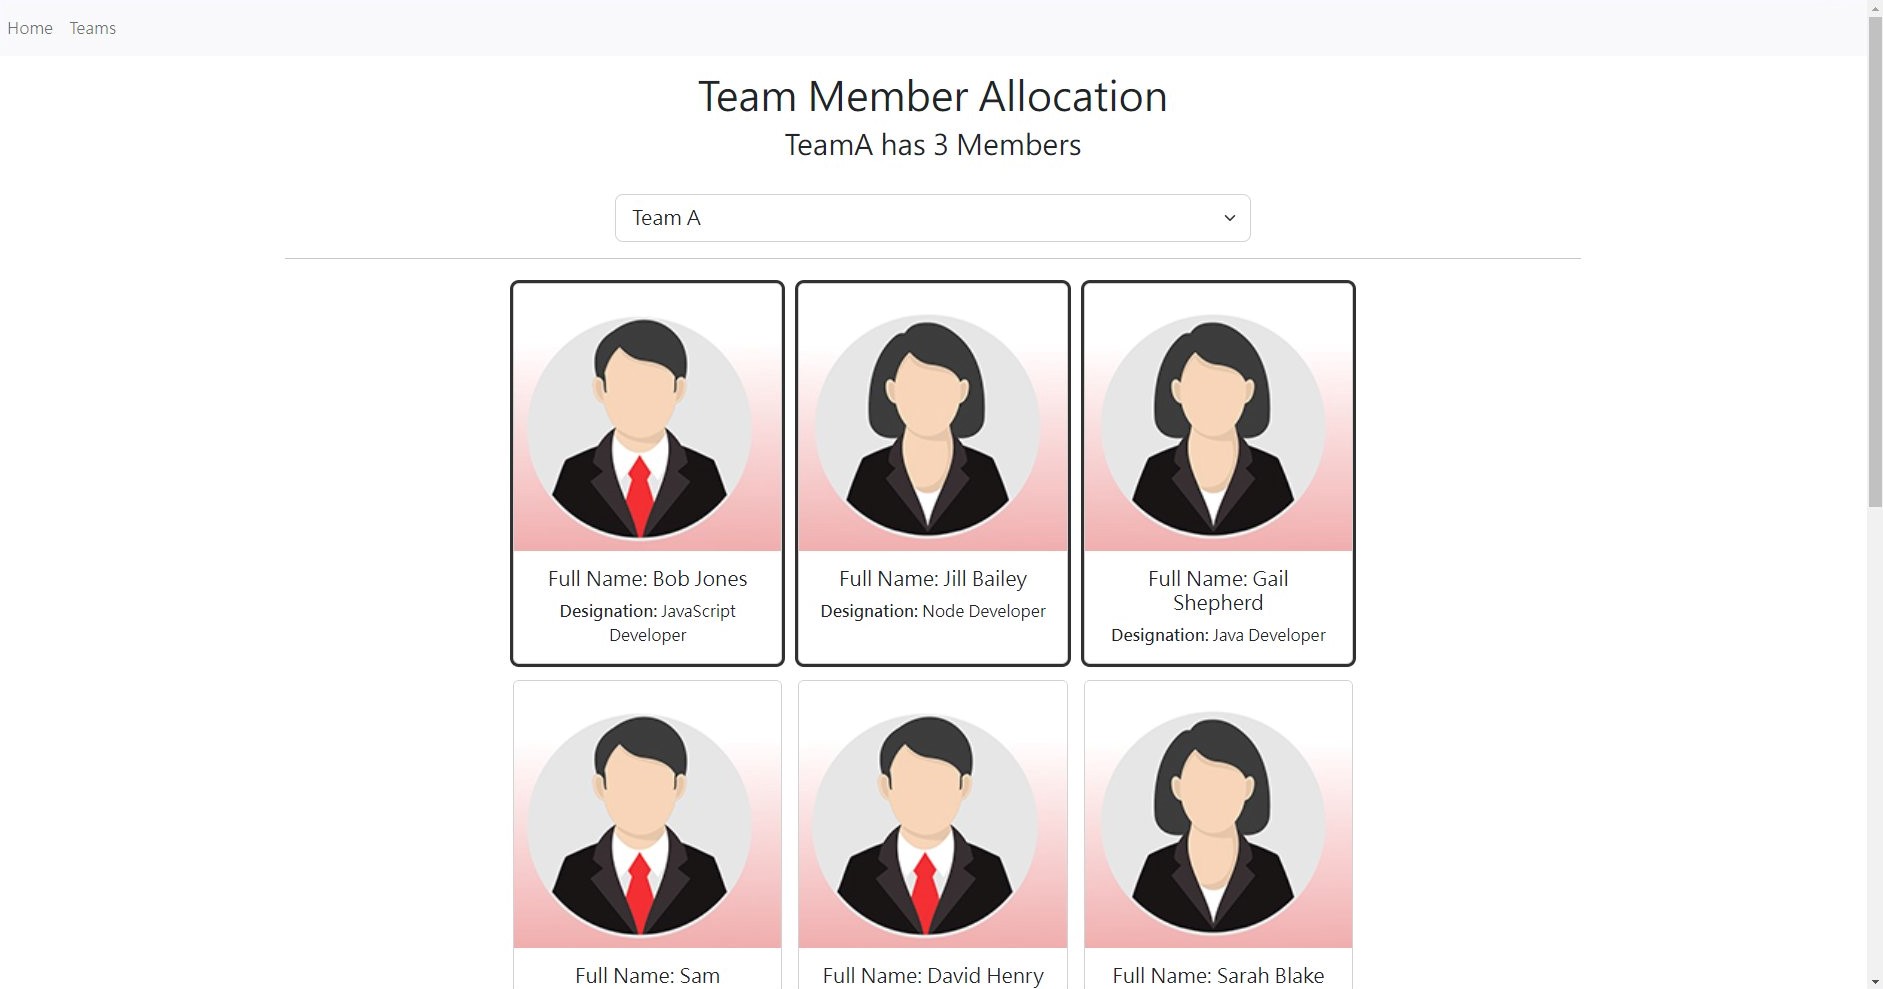 Home Teams
Team Member Allocation
TeamA has 3 Members
Team A
Full Name: Bob Jones
Designation: JavaScript
Developer
Full Name: Jill Bailey
Designation: Node Developer
Full Name: Gail
Shepherd
Designation: Java Developer
Full Name: Sam
Full Name: David Henry
Full Name: Sarah Blake